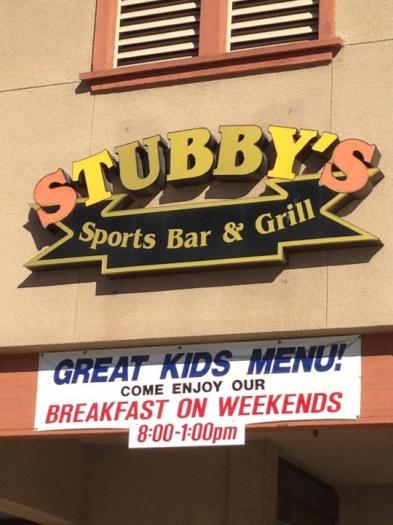 STUBBY'S
Sports Bar & Grill
GREAT KIDS MENU!
COME ENJOY OUR
BREAKFAST ON WEEKENDS
8:00-1:00pm